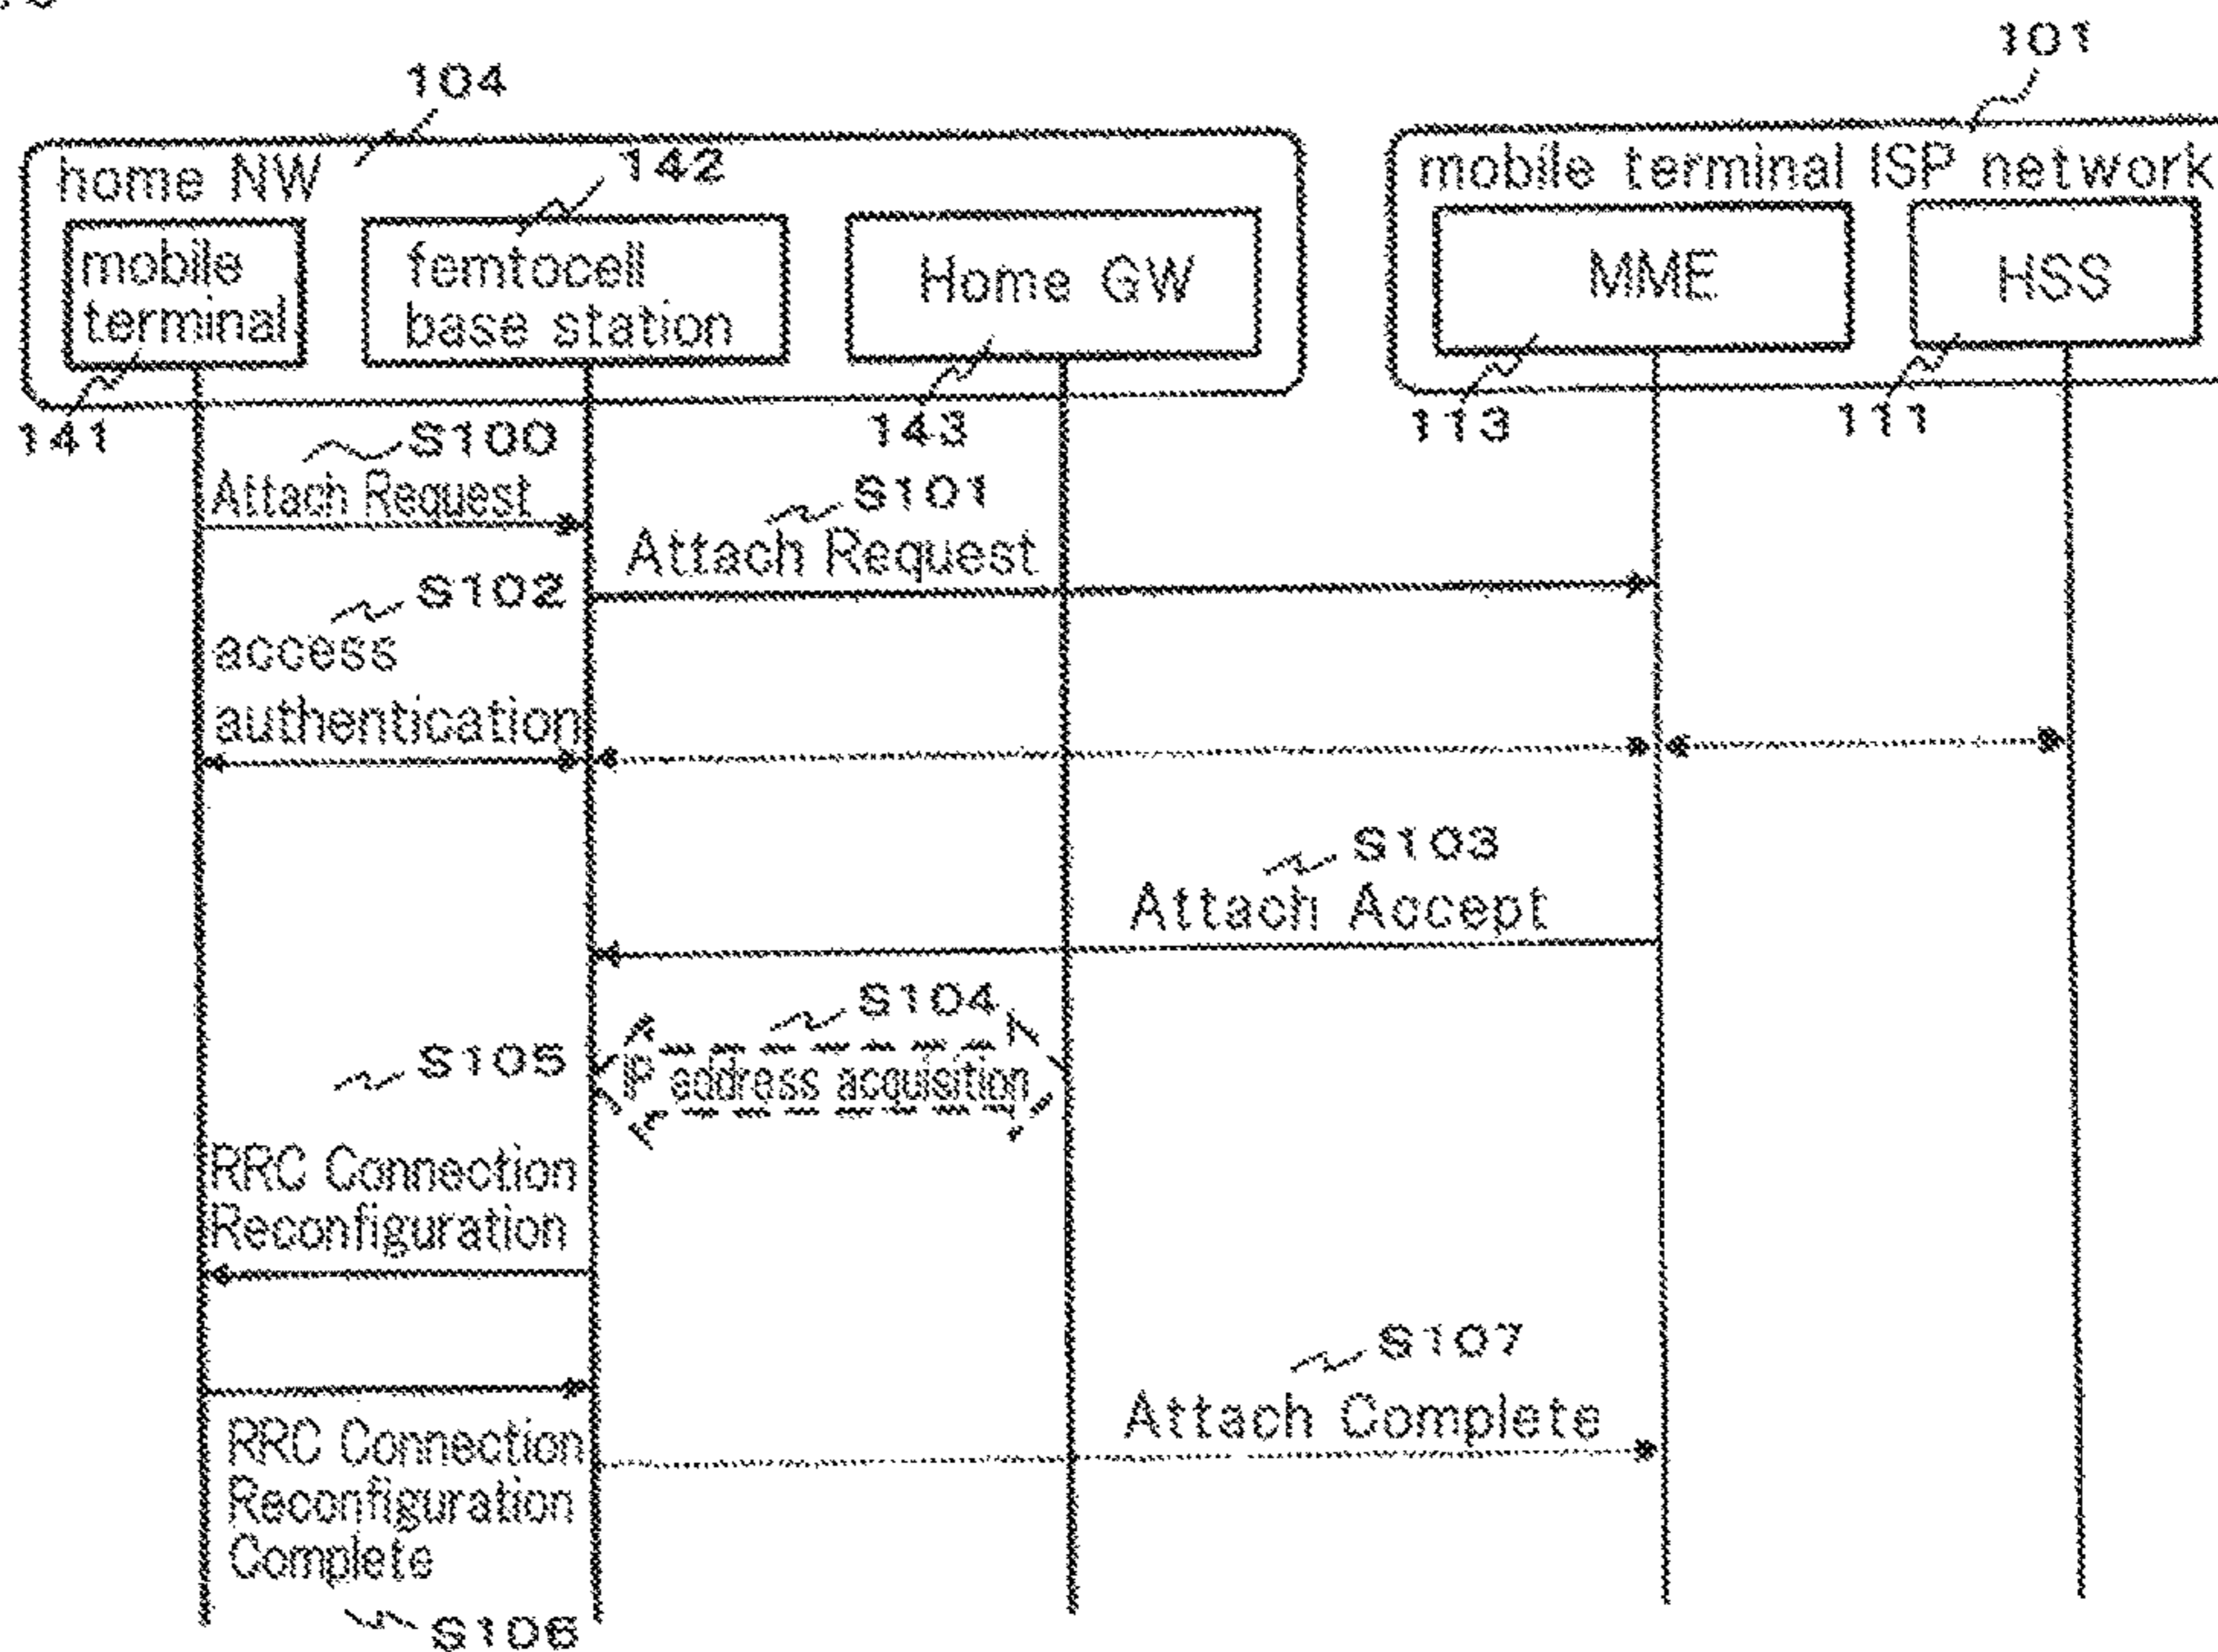 101
104
home NW
142
mobile terminal ISP network
mobile
terminal
femtocell
base station
Home GW
MME
HSS
141
143
113
111
S100
Attach Request
S101
Attach Request
S102
access
authentication
S103
Attach Accept
S104
IP address acquisition
S105
RRC Connection
Reconfiguration
S107
Attach Complete
RRC Connection
Reconfiguration
Complete
S106